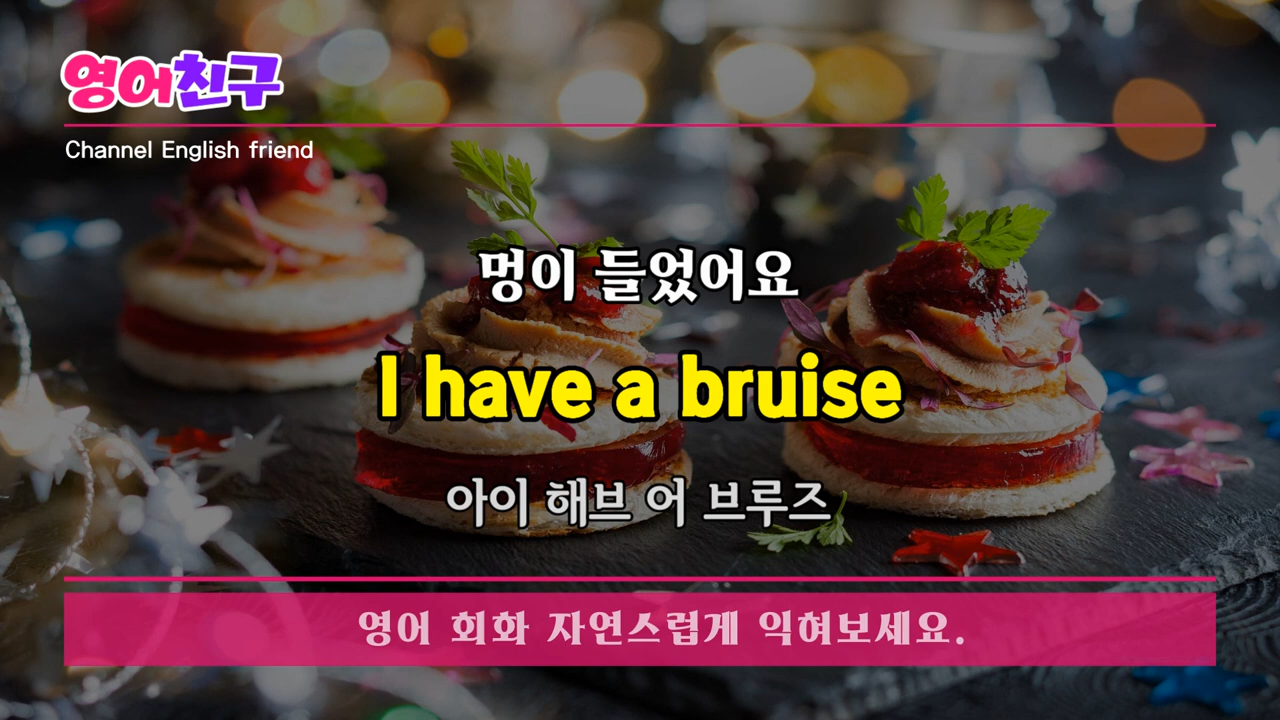 영어친구
Channel English friend
멍이 들었어요
I have a bruise
아이 해브 어 브루즈
영어 회화 자연스럽게 익혀보세요.